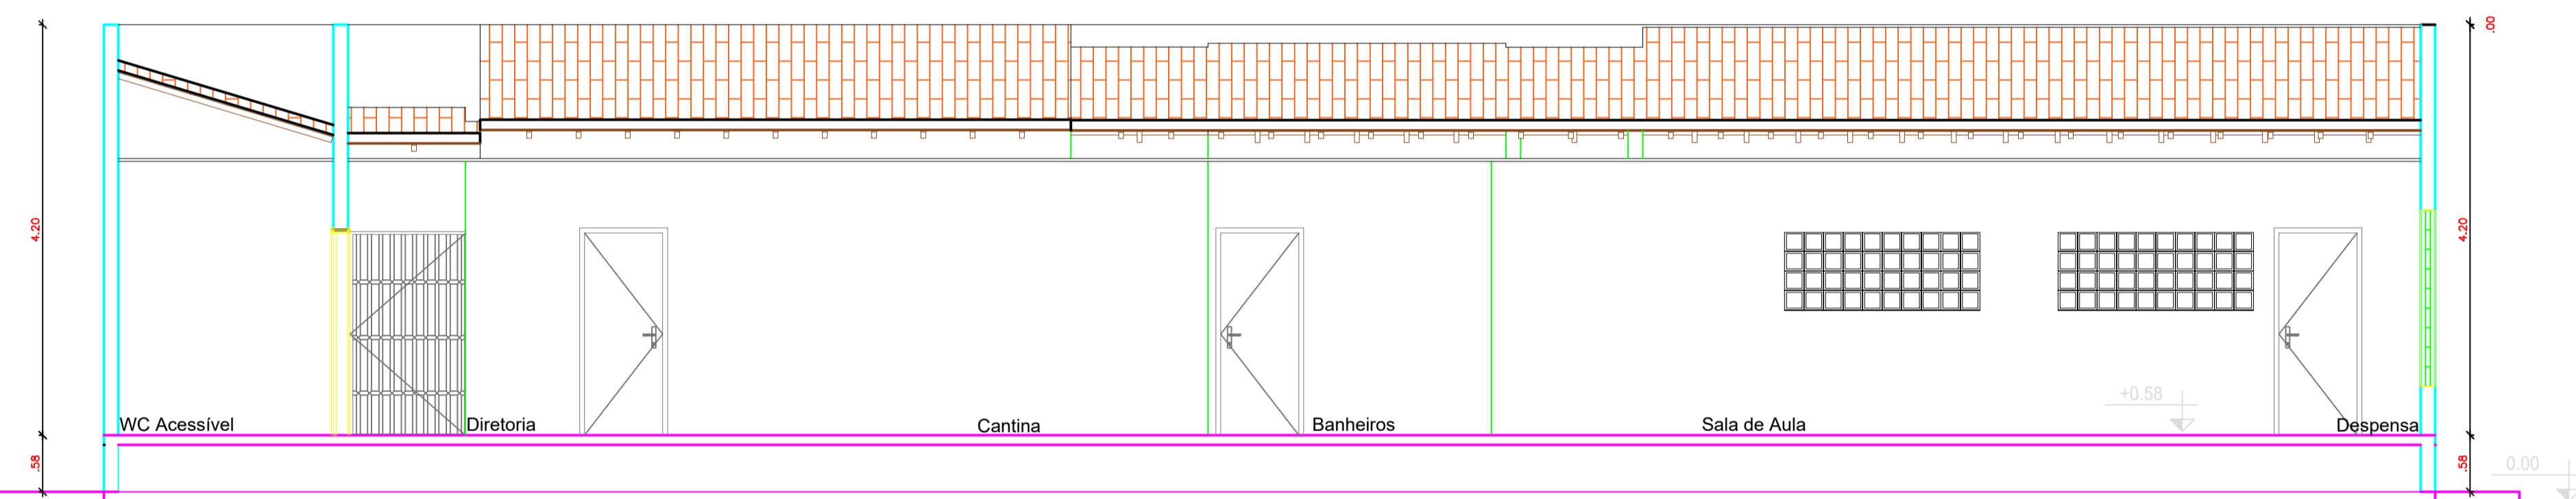 .00
4.20
4.20
+0.58
WC Acessível
Diretoria
Cantina
Banheiros
Sala de Aula
Despensa
.58
.58
0.00